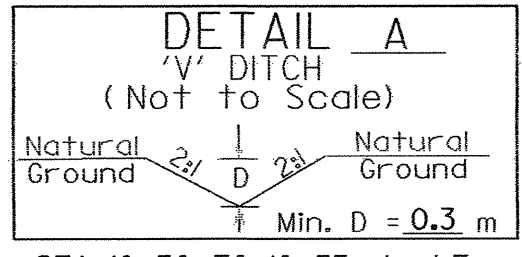 DETAIL A
'V' DITCH
(Not to Scale)
Natural Ground
2:1
D
2:1
Natural Ground
Min. D = 0.3 m